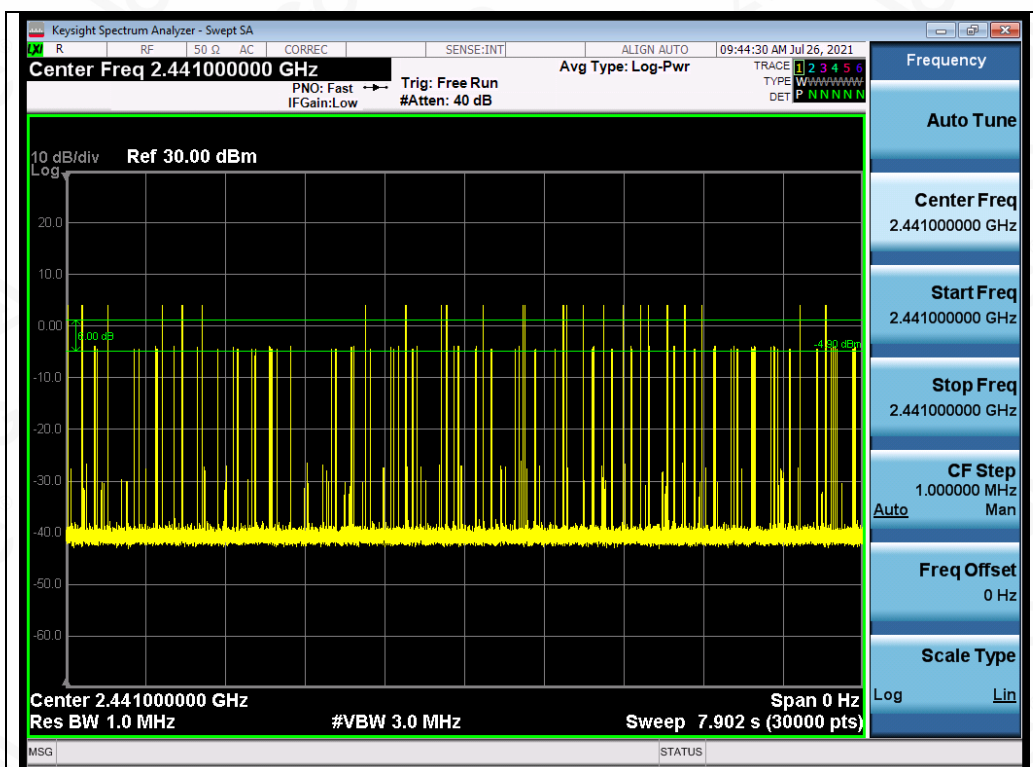 Keysight Spectrum Analyzer - Swept SA
LXI R RF 50 Ω AC CORREC SENSE:INT ALIGN AUTO 09:44:30 AM Jul 26, 2021
Center Freq 2.441000000 GHz
PNO: Fast
IFGain:Low
Trig: Free Run
#Atten: 40 dB
Avg Type: Log-Pwr
TRACE 1 2 3 4 5 6
TYPE WWWWWW
DET P N N N N N
10 dB/div Ref 30.00 dBm
Log
20.0
10.0
0.00
6.00 dB
-4.90 dBm
-10.0
-20.0
-30.0
-40.0
-50.0
-60.0
Center 2.441000000 GHz Span 0 Hz
Res BW 1.0 MHz #VBW 3.0 MHz Sweep 7.902 s (30000 pts)
MSG STATUS
Frequency
Auto Tune
Center Freq
2.441000000 GHz
Start Freq
2.441000000 GHz
Stop Freq
2.441000000 GHz
CF Step
1.000000 MHz
Auto Man
Freq Offset
0 Hz
Scale Type
Log Lin